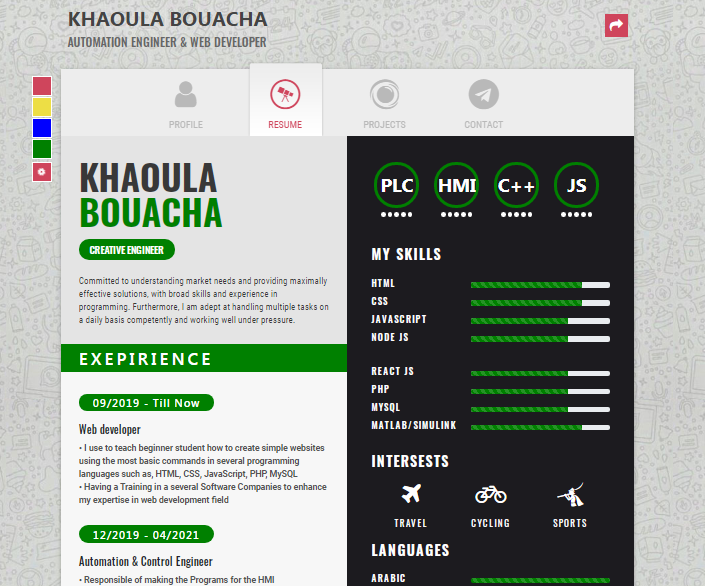 KHAOULA BOUACHA
AUTOMATION ENGINEER & WEB DEVELOPER
PROFILE
RESUME
PROJECTS
CONTACT
KHAOULA
BOUACHA
CREATIVE ENGINEER
Committed to understanding market needs and providing maximally
effective solutions, with broad skills and experience in
programming. Furthermore, I am adept at handling multiple tasks on
a daily basis competently and working well under pressure.
EXEPIRIENCE
09/2019 - Till Now
Web developer
• I use to teach beginner student how to create simple websites
using the most basic commands in several programming
languages such as, HTML, CSS, JavaScript, PHP, MySQL
• Having a Training in a several Software Companies to enhance
my expertise in web development field
12/2019 - 04/2021
Automation & Control Engineer
• Responsible of making the Programs for the HMI
PLC
HMI
C++
JS
MY SKILLS
HTML
CSS
JAVASCRIPT
NODE JS
REACT JS
PHP
MYSQL
MATLAB/SIMULINK
INTERSESTS
TRAVEL
CYCLING
SPORTS
LANGUAGES
ARABIC